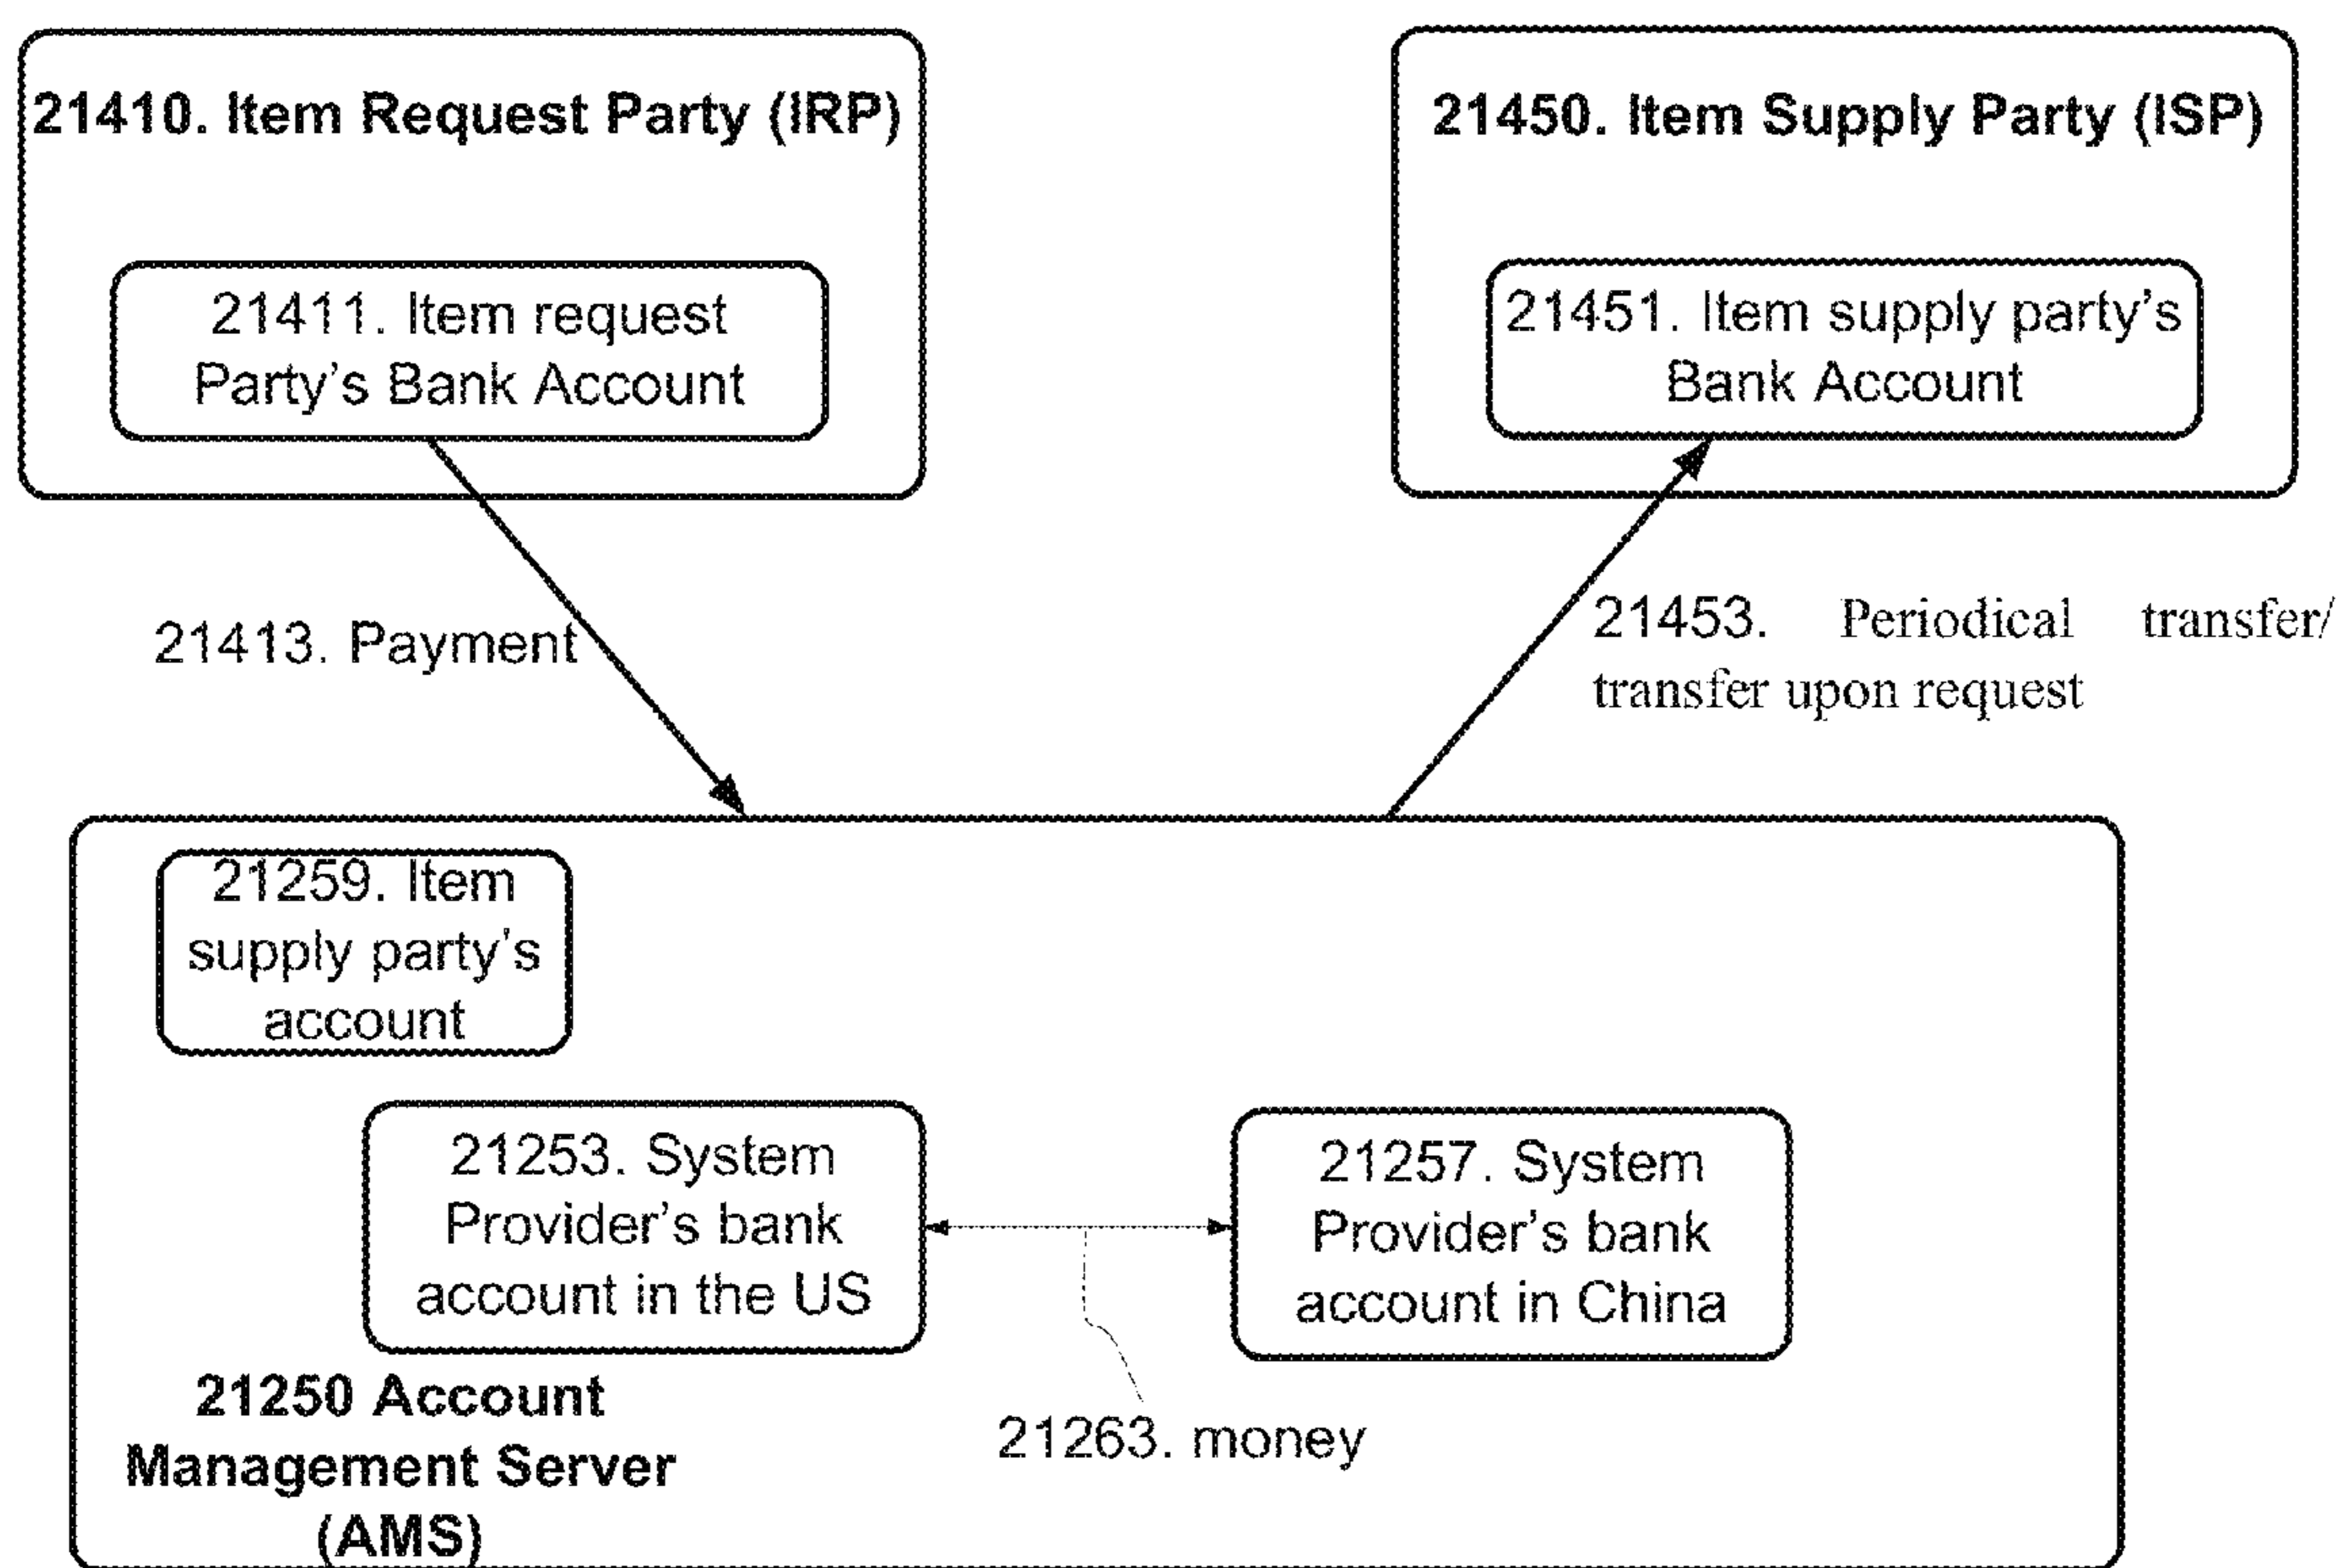 21410. Item Request Party (IRP)
21411. Item request
Party's Bank Account
21450. Item Supply Party (ISP)
21451. Item supply party's
Bank Account
21413. Payment
21453. Periodical transfer/
transfer upon request
21259. Item
supply party's
account
21253. System
Provider's bank
account in the US
21257. System
Provider's bank
account in China
21263. money
21250 Account
Management Server
(AMS)